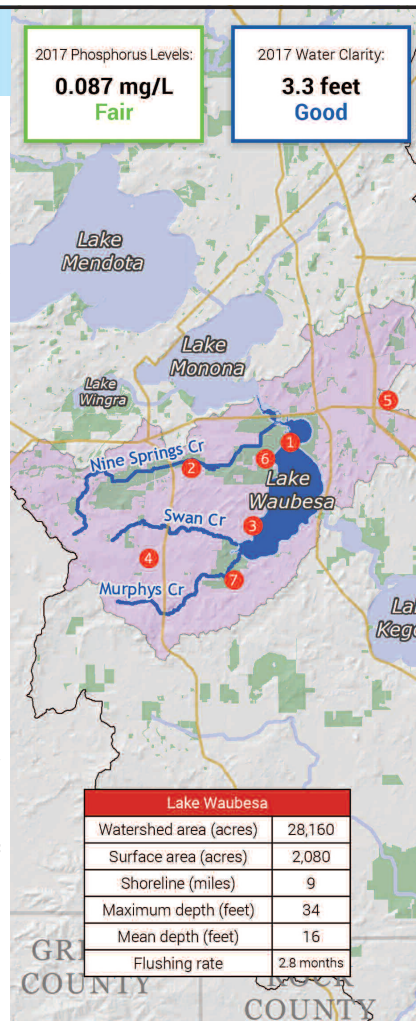 2017 Phosphorus Levels:
0.087 mg/L
Fair
2017 Water Clarity:
3.3 feet
Good
Lake
Mendota
Lake
Monona
Lake
Wingra
5
1
Nine Springs Cr
6
2
Lake
Waubesa
Swan Cr
3
4
Murphys Cr
7
Lake Waubesa
Watershed area (acres) 28,160
Surface area (acres) 2,080
Shoreline (miles) 9
Maximum depth (feet) 34
Mean depth (feet) 16
Flushing rate 2.8 months
COUNTY
COUNTY